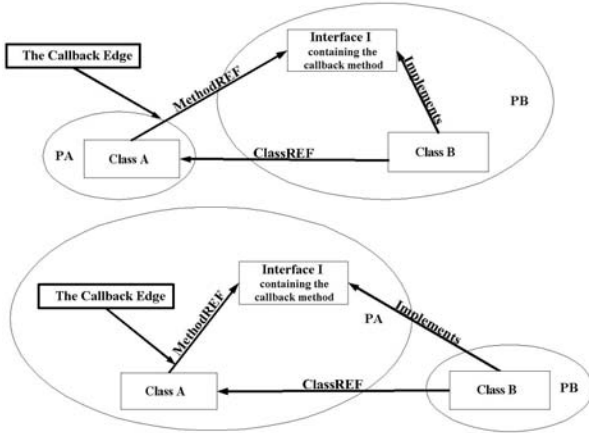 Interface I
containing the
callback method
The Callback Edge
MethodREF
Implements
PB
PA
Class A
ClassREF
Class B
Interface I
containing the
callback method
The Callback Edge
MethodREF
PA
Implements
Class A
ClassREF
Class B
PB